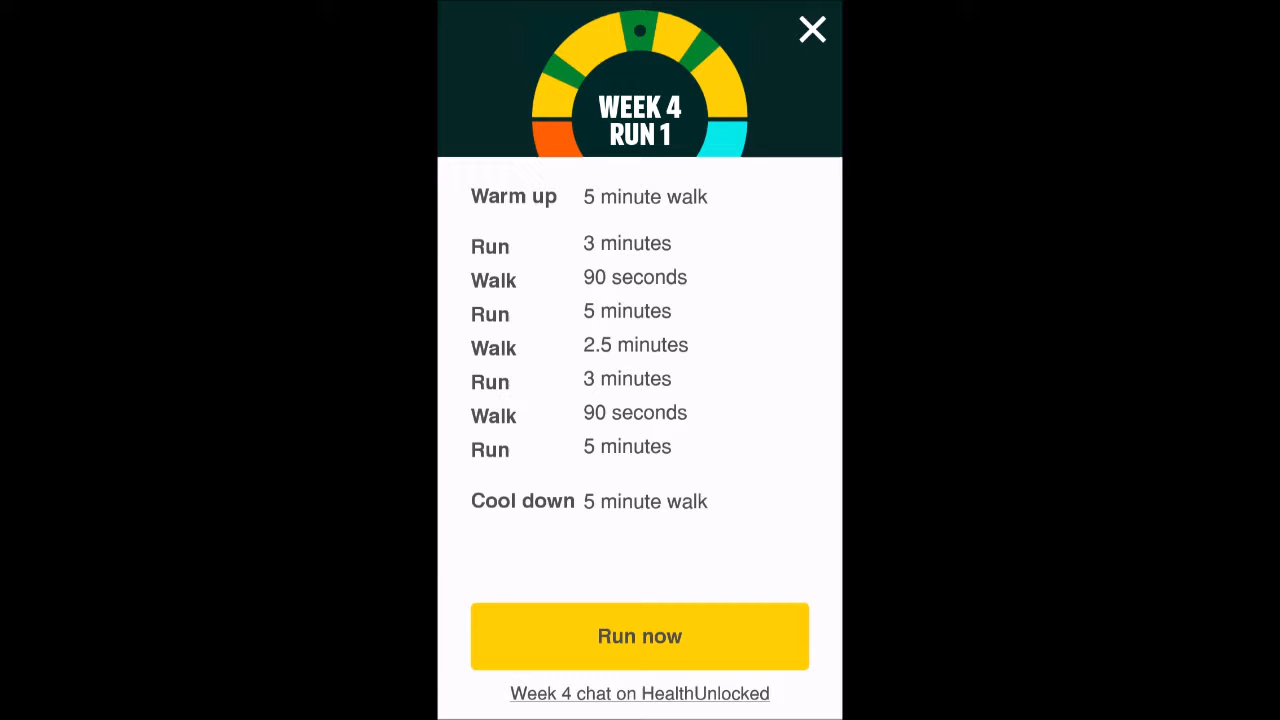 WEEK 4
RUN 1
Warm up 5 minute walk
Run 3 minutes
Walk 90 seconds
Run 5 minutes
Walk 2.5 minutes
Run 3 minutes
Walk 90 seconds
Run 5 minutes
Cool down 5 minute walk
Run now
Week 4 chat on HealthUnlocked